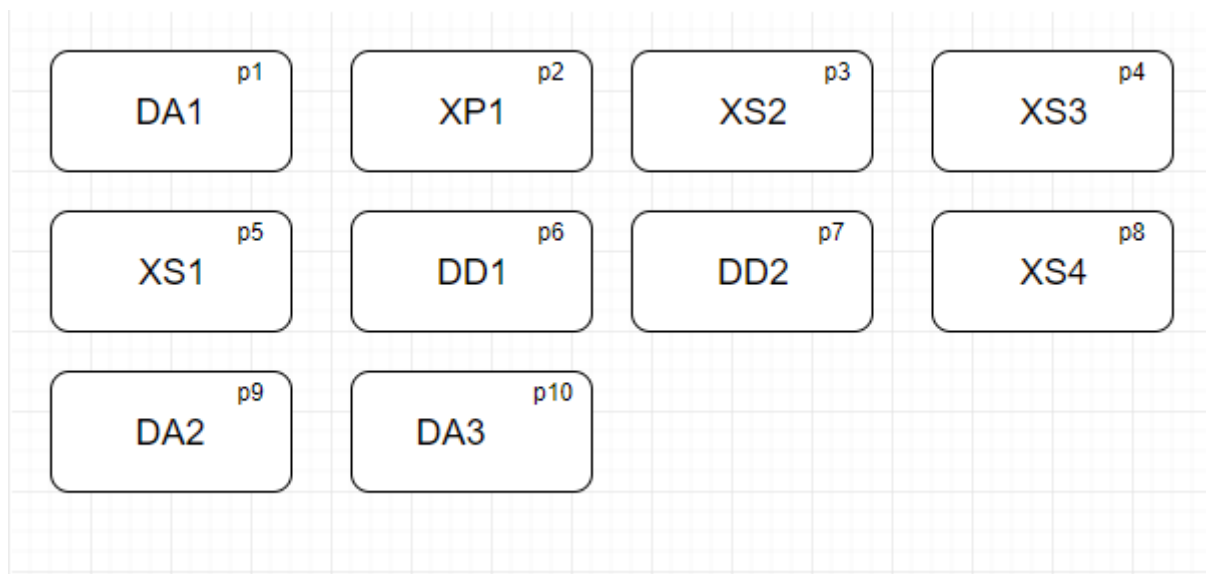 p1
DA1
p2
XP1
p3
XS2
p4
XS3
p5
XS1
p6
DD1
p7
DD2
p8
XS4
p9
DA2
p10
DA3